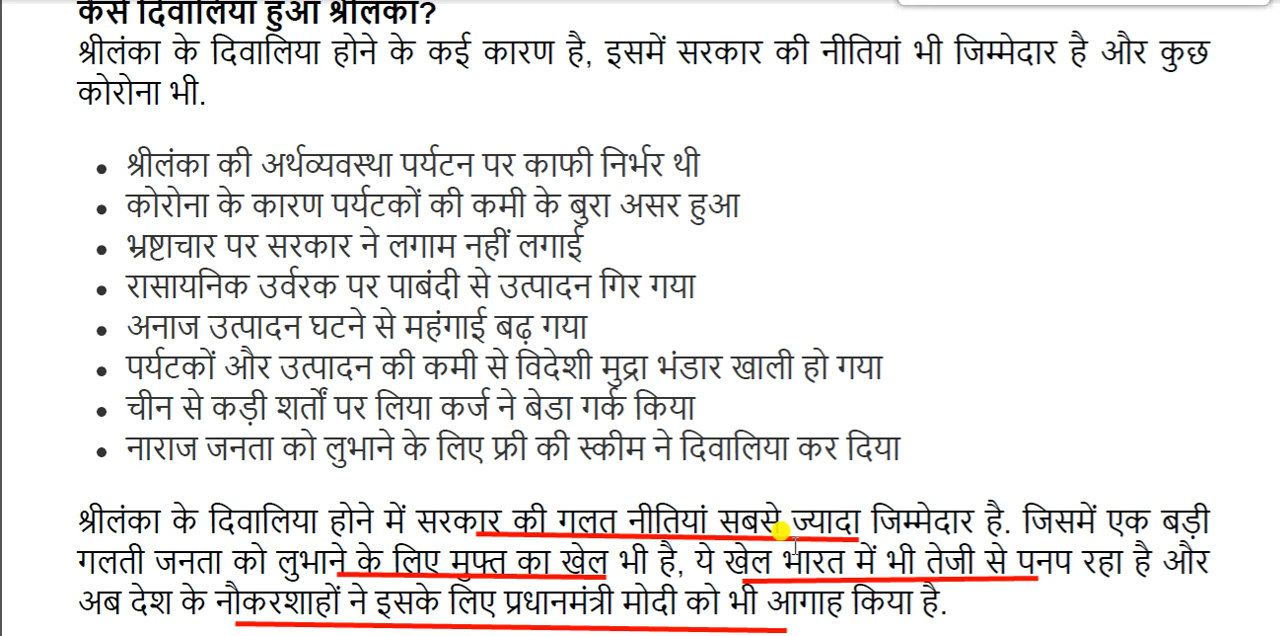 कैसे दिवालिया हुआ श्रीलंका?
श्रीलंका के दिवालिया होने के कई कारण है, इसमें सरकार की नीतियां भी जिम्मेदार है और कुछ
कोरोना भी.
• श्रीलंका की अर्थव्यवस्था पर्यटन पर काफी निर्भर थी
• कोरोना के कारण पर्यटकों की कमी के बुरा असर हुआ
• भ्रष्टाचार पर सरकार ने लगाम नहीं लगाई
• रासायनिक उर्वरक पर पाबंदी से उत्पादन गिर गया
• अनाज उत्पादन घटने से महंगाई बढ़ गया
• पर्यटकों और उत्पादन की कमी से विदेशी मुद्रा भंडार खाली हो गया
• चीन से कड़ी शर्तों पर लिया कर्ज ने बेडा गर्क किया
• नाराज जनता को लुभाने के लिए फ्री की स्कीम ने दिवालिया कर दिया
श्रीलंका के दिवालिया होने में सरकार की गलत नीतियां सबसे ज्यादा जिम्मेदार है. जिसमें एक बड़ी
गलती जनता को लुभाने के लिए मुफ्त का खेल भी है, ये खेल भारत में भी तेजी से पनप रहा है और
अब देश के नौकरशाहों ने इसके लिए प्रधानमंत्री मोदी को भी आगाह किया है.